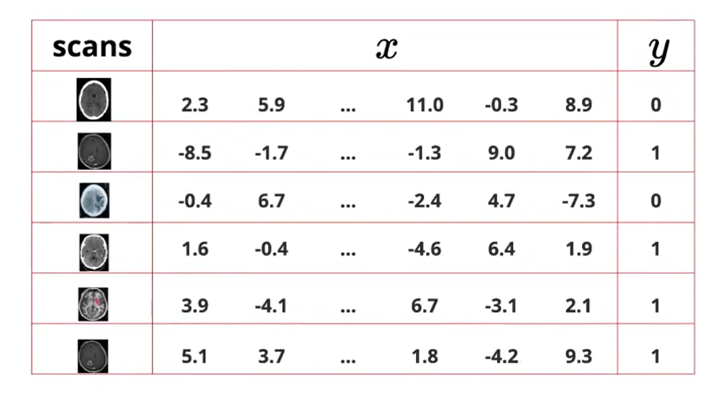 scans x y
2.3 5.9 ... 11.0 -0.3 8.9 0
-8.5 -1.7 ... -1.3 9.0 7.2 1
-0.4 6.7 ... -2.4 4.7 -7.3 0
1.6 -0.4 ... -4.6 6.4 1.9 1
3.9 -4.1 ... 6.7 -3.1 2.1 1
5.1 3.7 ... 1.8 -4.2 9.3 1